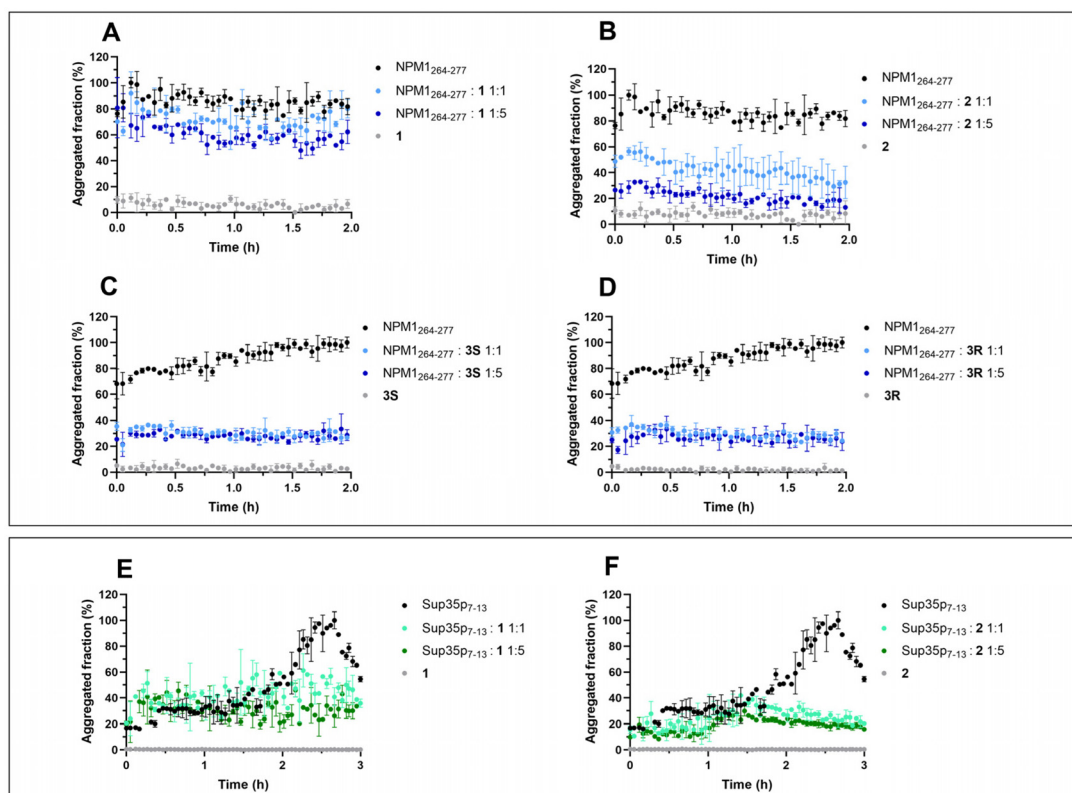 A
Aggregated fraction (%)
120
100
80
60
40
20
0
0.0 0.5 1.0 1.5 2.0
Time (h)
NPM1264-277
NPM1264-277 : 1 1:1
NPM1264-277 : 1 1:5
1
B
Aggregated fraction (%)
120
100
80
60
40
20
0
0.0 0.5 1.0 1.5 2.0
Time (h)
NPM1264-277
NPM1264-277 : 2 1:1
NPM1264-277 : 2 1:5
2
C
Aggregated fraction (%)
120
100
80
60
40
20
0
0.0 0.5 1.0 1.5 2.0
Time (h)
NPM1264-277
NPM1264-277 : 3S 1:1
NPM1264-277 : 3S 1:5
3S
D
Aggregated fraction (%)
120
100
80
60
40
20
0
0.0 0.5 1.0 1.5 2.0
Time (h)
NPM1264-277
NPM1264-277 : 3R 1:1
NPM1264-277 : 3R 1:5
3R
E
Aggregated fraction (%)
120
100
80
60
40
20
0
0 1 2 3
Time (h)
Sup35p7-13
Sup35p7-13 : 1 1:1
Sup35p7-13 : 1 1:5
1
F
Aggregated fraction (%)
120
100
80
60
40
20
0
0 1 2 3
Time (h)
Sup35p7-13
Sup35p7-13 : 2 1:1
Sup35p7-13 : 2 1:5
2